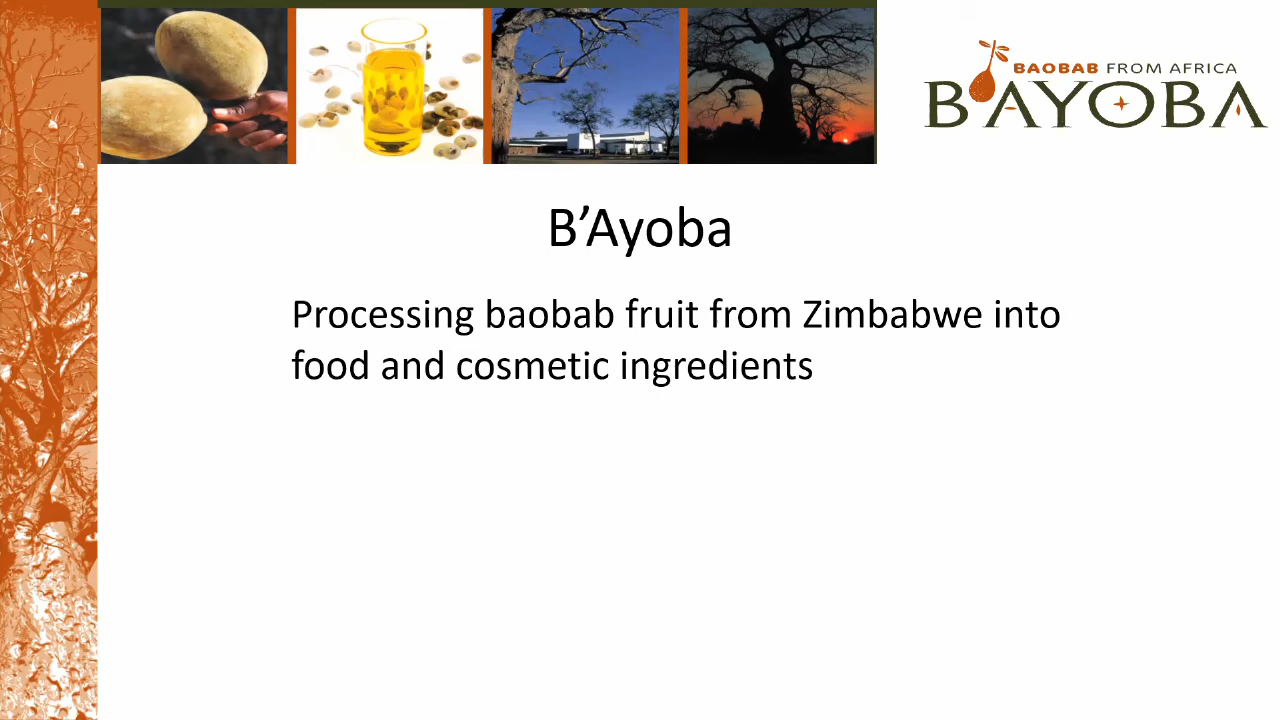 BAOBAB FROM AFRICA
B'AYOBA
B’Ayoba
Processing baobab fruit from Zimbabwe into
food and cosmetic ingredients